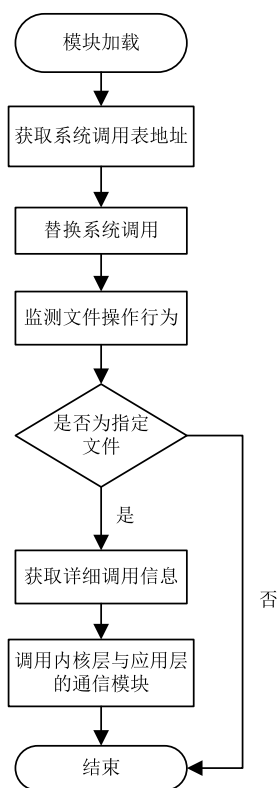 模块加载
获取系统调用表地址
替换系统调用
监测文件操作行为
是否为指定
文件
是
否
获取详细调用信息
调用内核层与应用层
的通信模块
结束